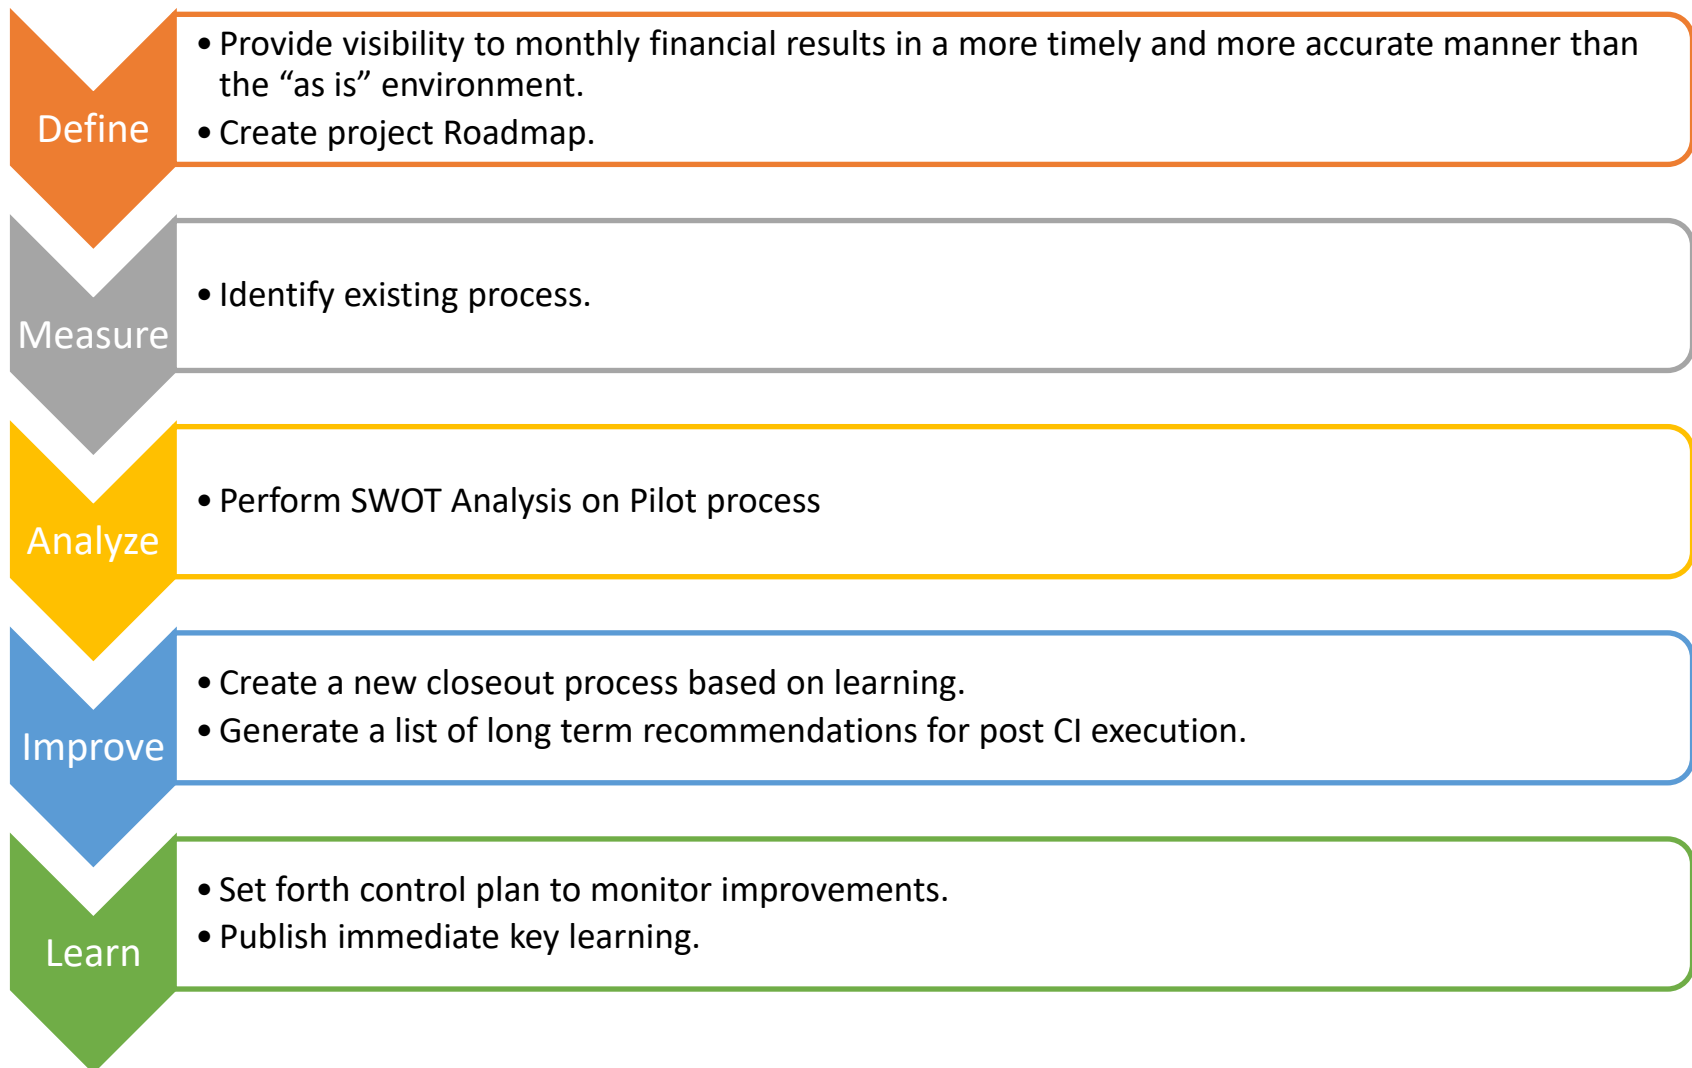 Define
• Provide visibility to monthly financial results in a more timely and more accurate manner than
the “as is” environment.
• Create project Roadmap.
Measure
• Identify existing process.
Analyze
• Perform SWOT Analysis on Pilot process
Improve
• Create a new closeout process based on learning.
• Generate a list of long term recommendations for post CI execution.
Learn
• Set forth control plan to monitor improvements.
• Publish immediate key learning.